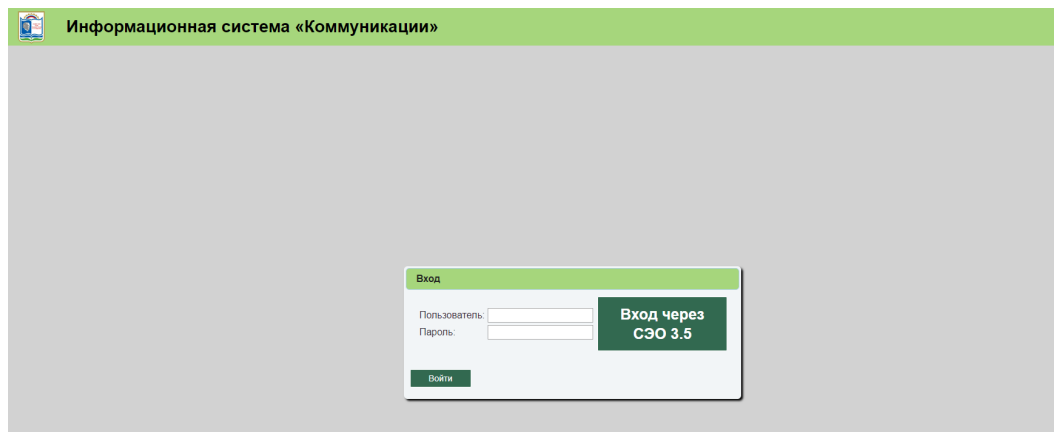 Информационная система «Коммуникации»
Вход
Пользователь:
Пароль:
Вход через
СЭО 3.5
Войти